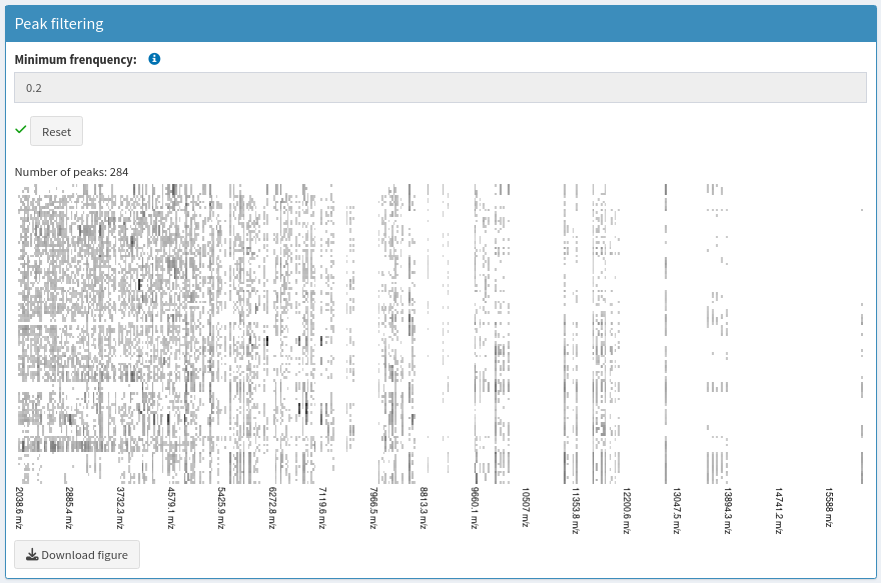 Peak filtering
Minimum frenquency:
0.2
Reset
Number of peaks: 284
2038.6 m/z
2885.4 m/z
3732.3 m/z
4579.1 m/z
5425.9 m/z
6272.8 m/z
7119.6 m/z
7966.5 m/z
8813.3 m/z
9660.1 m/z
10507 m/z
11353.8 m/z
12200.6 m/z
13047.5 m/z
13894.3 m/z
14741.2 m/z
15588 m/z
Download figure